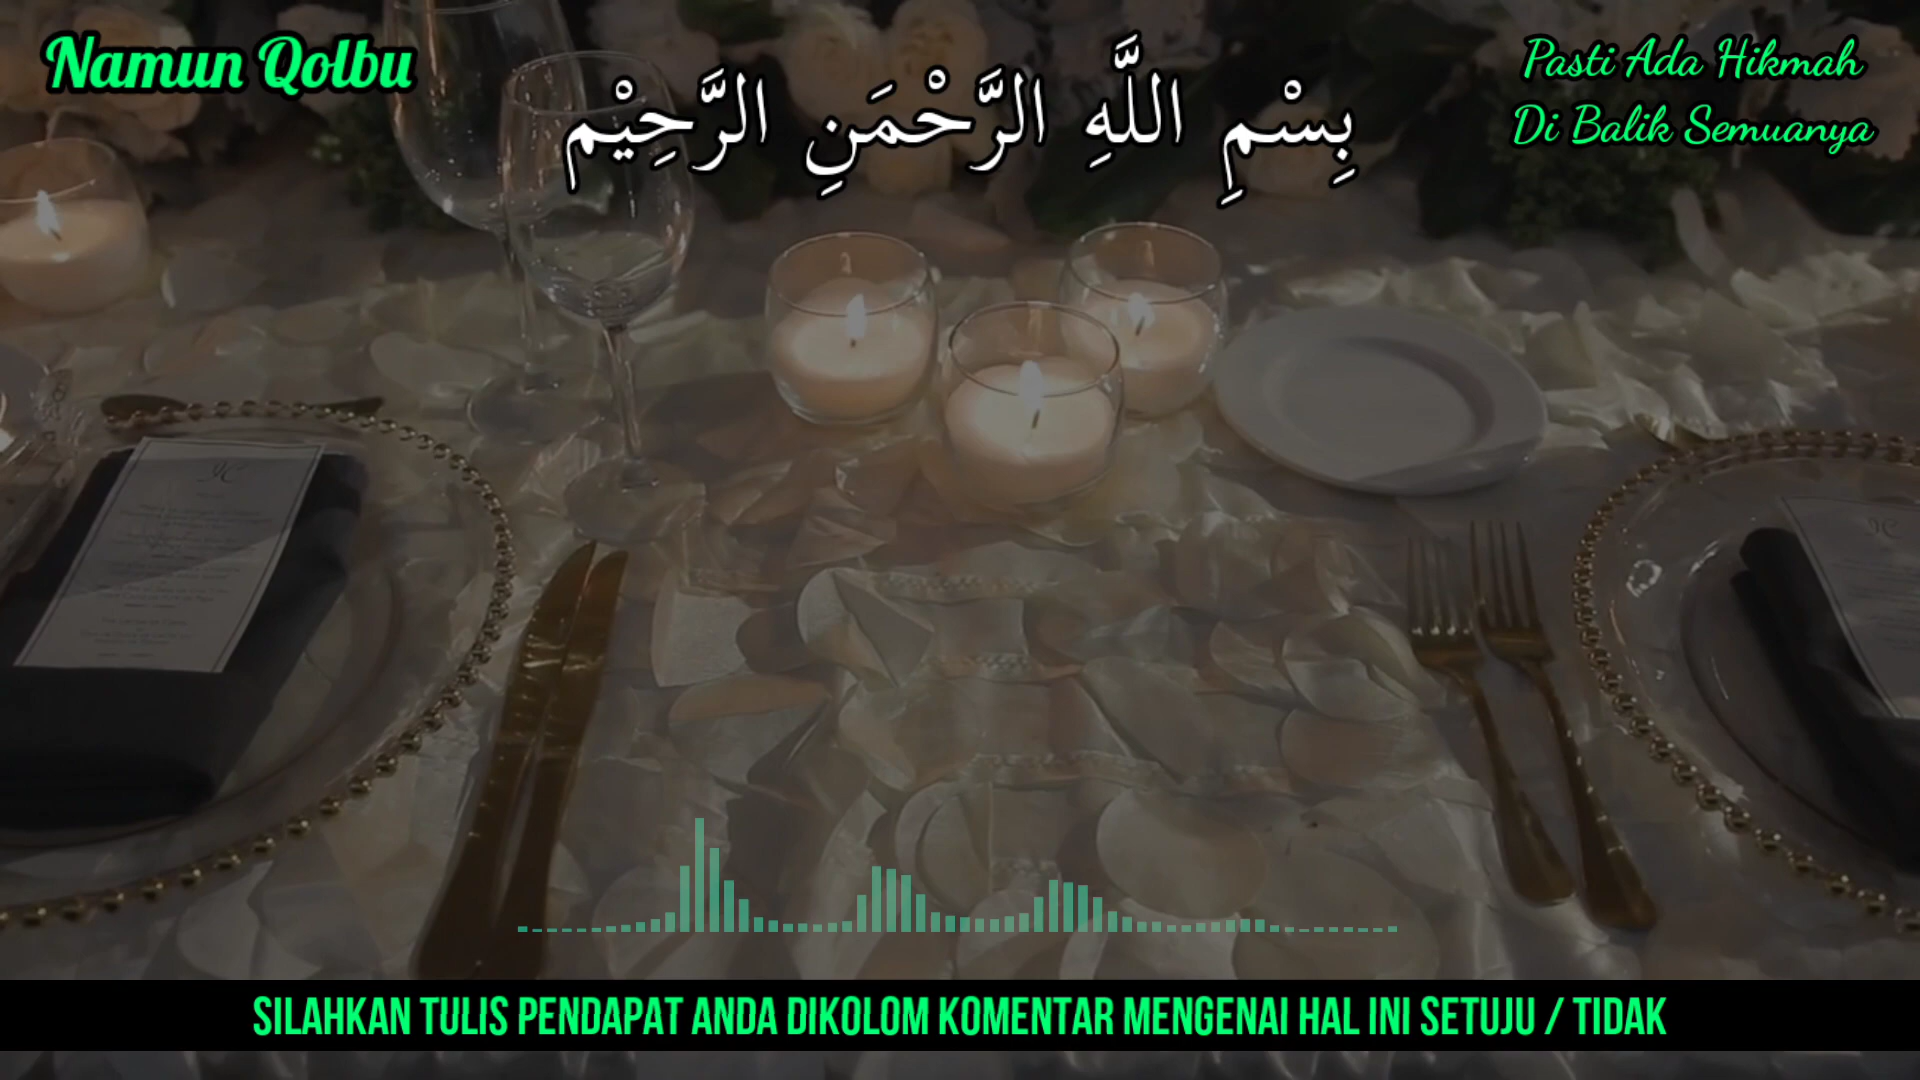 Namun Qolbu
بِسْمِ اللَّهِ الرَّحْمَنِ الرَّحِيْمِ
Pasti Ada Hikmah
Di Balik Semuanya
SILAHKAN TULIS PENDAPAT ANDA DIKOLOM KOMENTAR MENGENAI HAL INI SETUJU / TIDAK